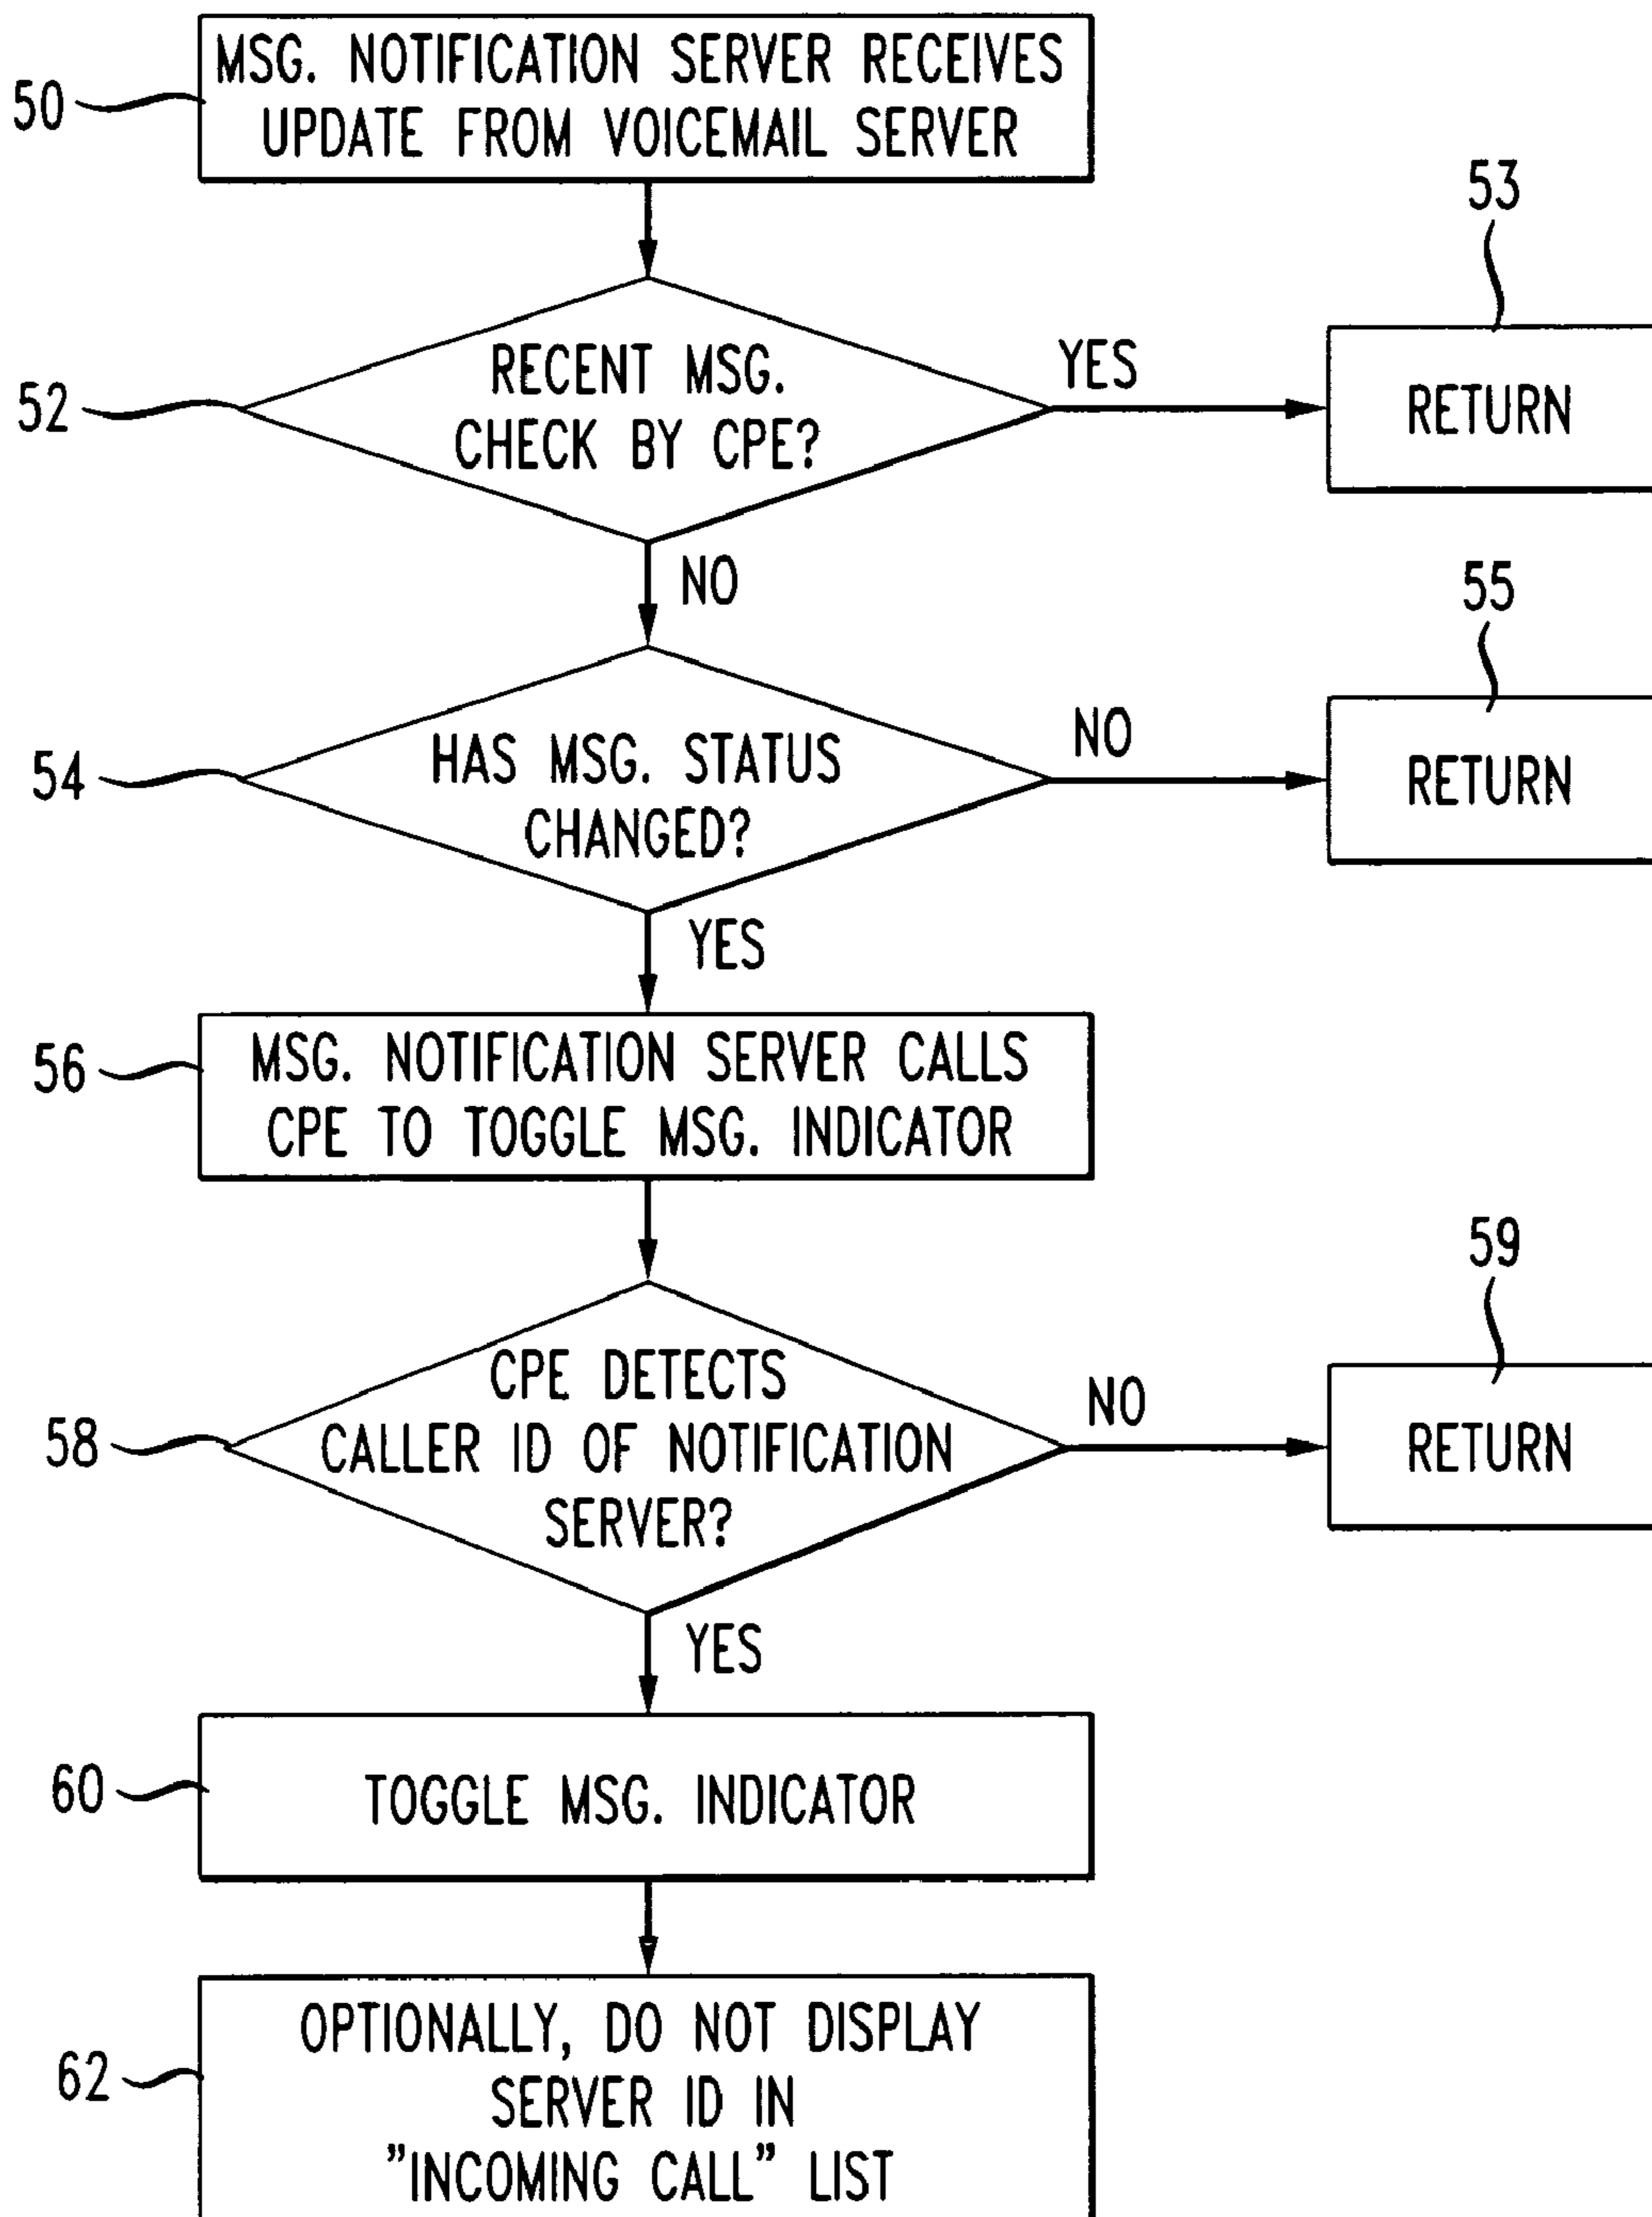 MSG. NOTIFICATION SERVER RECEIVES
UPDATE FROM VOICEMAIL SERVER
50
53
RECENT MSG.
CHECK BY CPE?
52
YES
RETURN
NO
55
HAS MSG. STATUS
CHANGED?
54
NO
RETURN
YES
MSG. NOTIFICATION SERVER CALLS
CPE TO TOGGLE MSG. INDICATOR
56
59
CPE DETECTS
CALLER ID OF NOTIFICATION
SERVER?
58
NO
RETURN
YES
60
TOGGLE MSG. INDICATOR
OPTIONALLY, DO NOT DISPLAY
SERVER ID IN
"INCOMING CALL" LIST
62